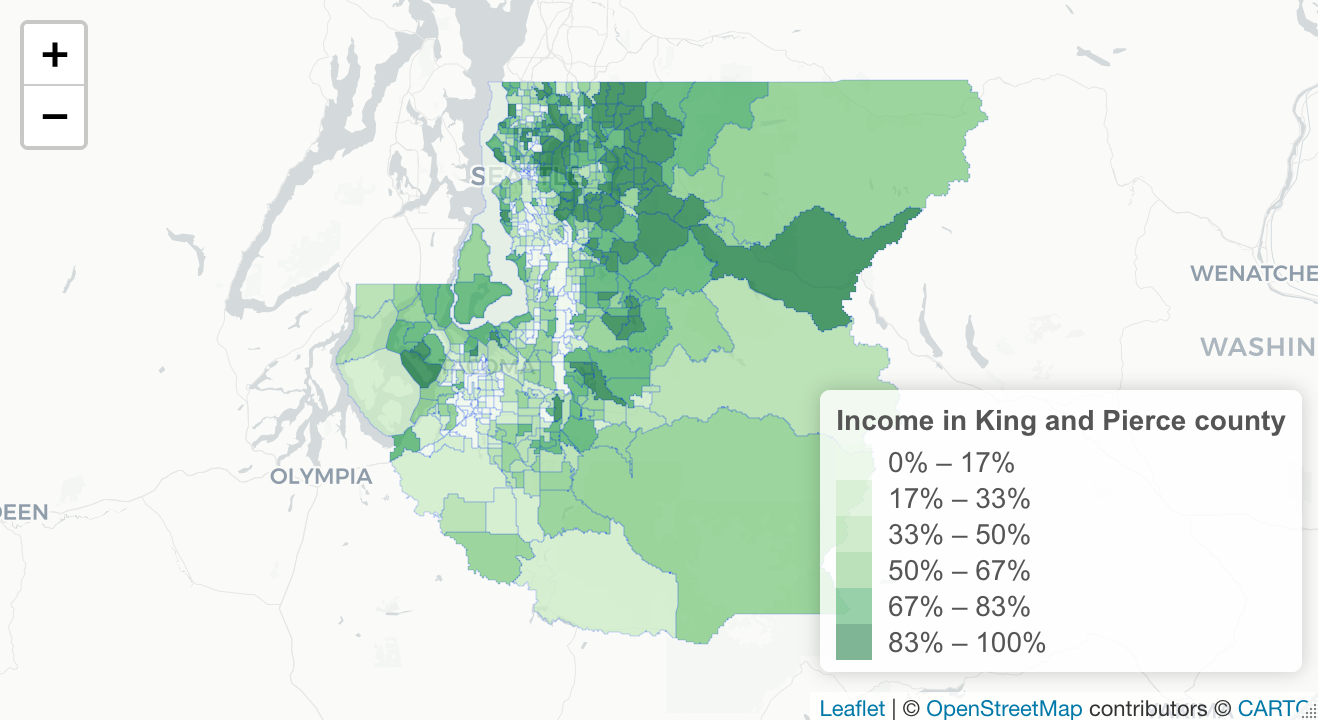 +
−
SEATTLE
WENATCHE
WASHIN
TACOMA
Income in King and Pierce county
0% – 17%
17% – 33%
33% – 50%
50% – 67%
67% – 83%
83% – 100%
OLYMPIA
DEEN
Leaflet | © OpenStreetMap contributors © CARTO